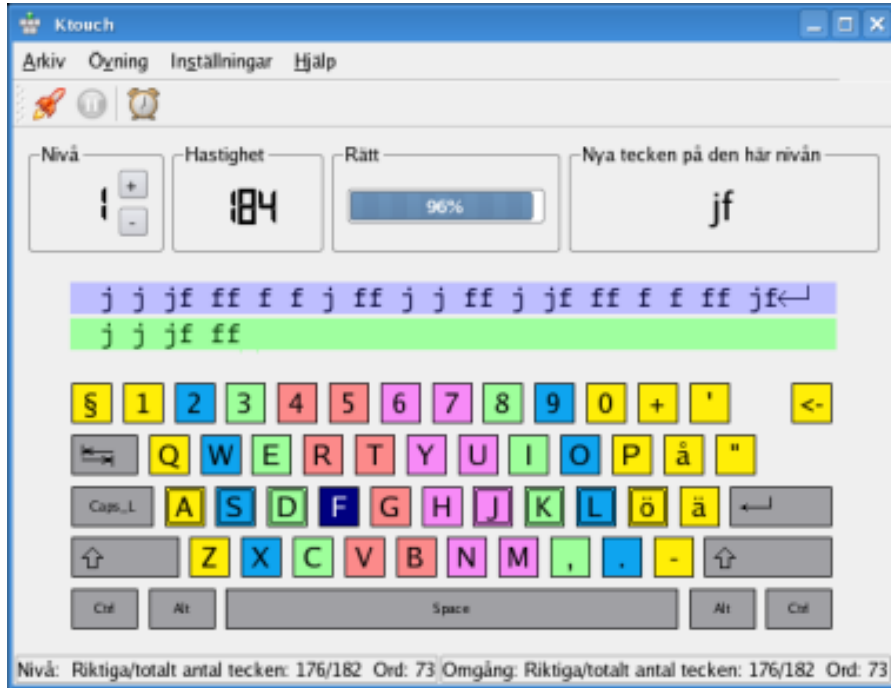 Ktouch
Arkiv Övning Inställningar Hjälp
Nivå Hastighet Rätt Nya tecken på den här nivån
1 + - 184 96% jf
j j jf ff f f j ff j j ff j jf ff f f ff jf
j j jf ff
§ 1 2 3 4 5 6 7 8 9 0 + ' <-
Q W E R T Y U I O P å "
Caps_L A S D F G H J K L ö ä
Z X C V B N M , . -
Ctrl Alt Space Alt Ctrl
Nivå: Riktiga/totalt antal tecken: 176/182 Ord: 73 Omgång: Riktiga/totalt antal tecken: 176/182 Ord: 73